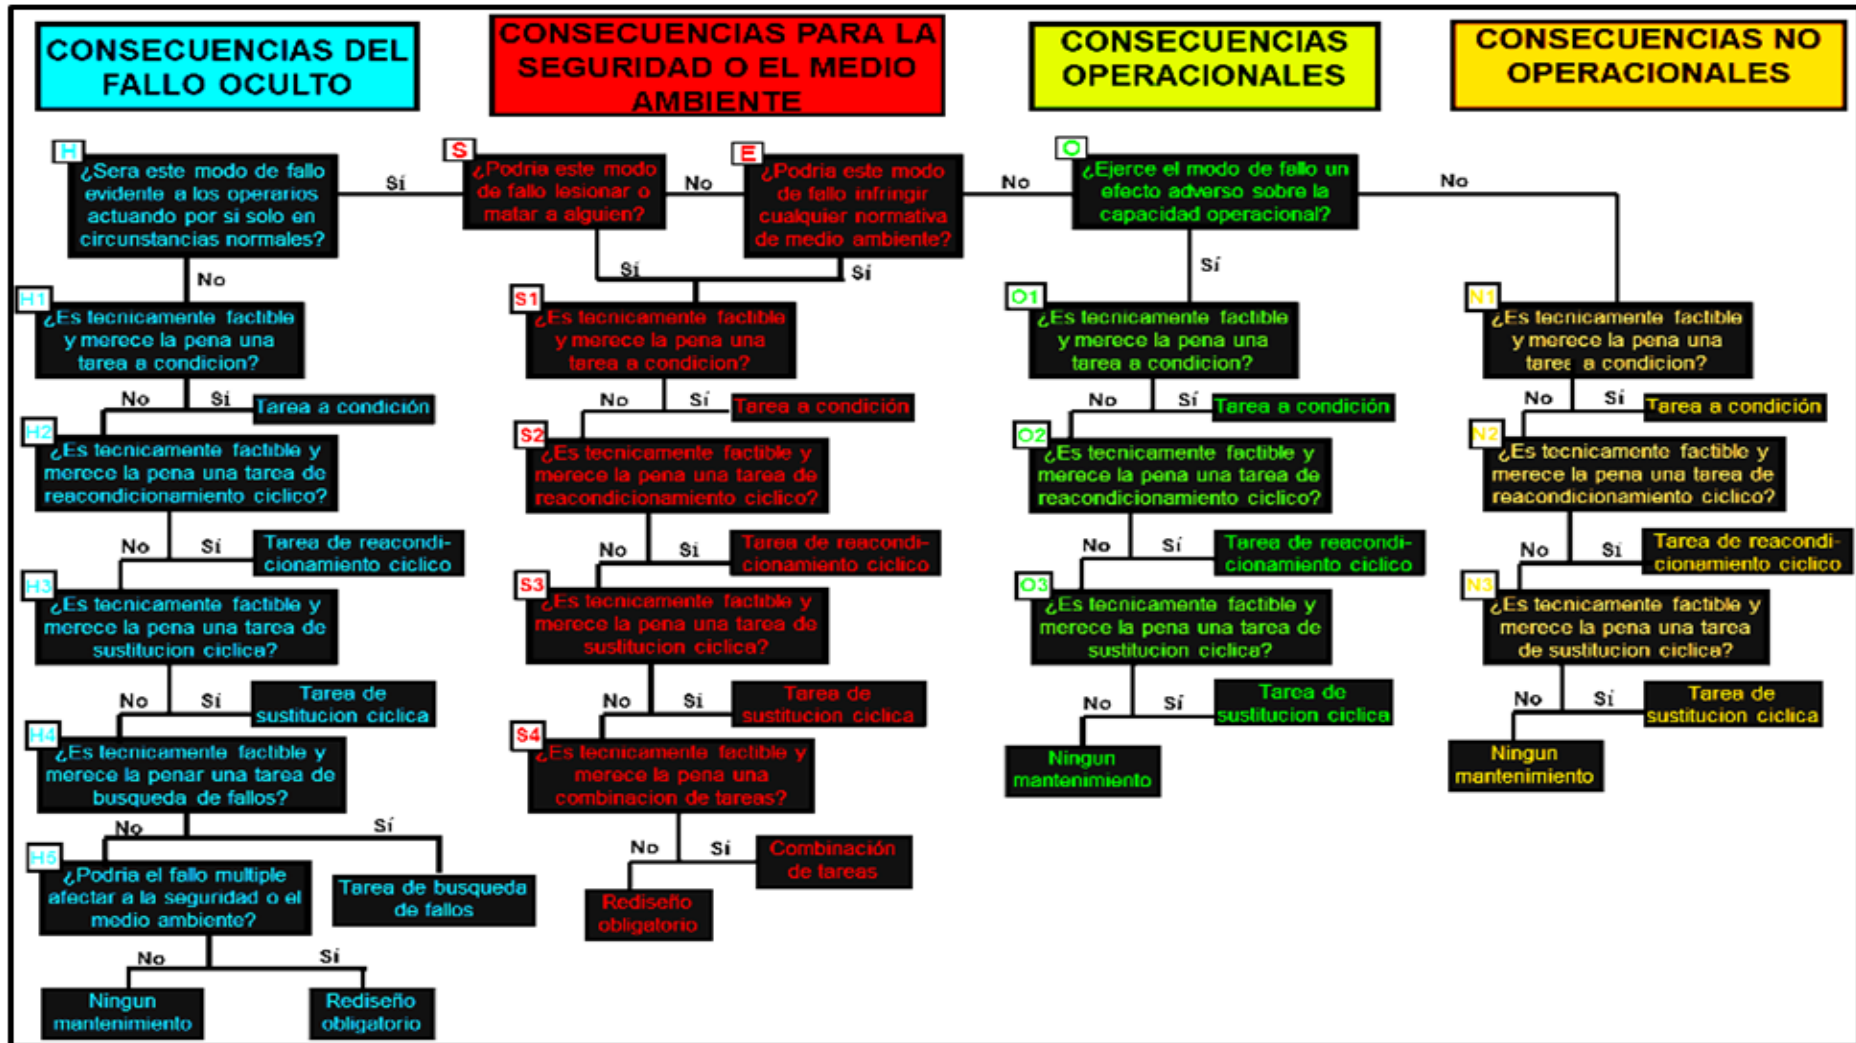 CONSECUENCIAS DEL
FALLO OCULTO
CONSECUENCIAS PARA LA
SEGURIDAD O EL MEDIO
AMBIENTE
CONSECUENCIAS
OPERACIONALES
CONSECUENCIAS NO
OPERACIONALES
H
¿Sera este modo de fallo
evidente a los operarios
actuando por si solo en
circunstancias normales?
Sí
No
S
¿Podria este modo
de fallo lesionar o
matar a alguien?
No
Sí
E
¿Podria este modo
de fallo infringir
cualquier normativa
de medio ambiente?
No
Sí
O
¿Ejerce el modo de fallo un
efecto adverso sobre la
capacidad operacional?
No
Sí
H1
¿Es tecnicamente factible
y merece la pena una
tarea a condicion?
No
Si
Tarea a condición
H2
¿Es tecnicamente factible y
merece la pena una tarea de
reacondicionamiento ciclico?
No
Sí
Tarea de reacondi-
cionamiento ciclico
H3
¿Es tecnicamente factible y
merece la pena una tarea de
sustitucion ciclica?
No
Sí
Tarea de
sustitucion ciclica
H4
¿Es tecnicamente factible y
merece la penar una tarea de
busqueda de fallos?
No
Sí
Tarea de busqueda
de fallos
H5
¿Podria el fallo multiple
afectar a la seguridad o el
medio ambiente?
No
Sí
Ningun
mantenimiento
Rediseño
obligatorio
S1
¿Es tecnicamente factible
y merece la pena una
tarea a condicion?
No
Sí
Tarea a condición
S2
¿Es tecnicamente factible y
merece la pena una tarea de
reacondicionamiento ciclico?
No
Si
Tarea de reacondi-
cionamiento ciclico
S3
¿Es tecnicamente factible y
merece la pena una tarea de
sustitucion ciclica?
No
Si
Tarea de
sustitucion ciclica
S4
¿Es tecnicamente factible y
merece la pena una
combinacion de tareas?
No
Sí
Combinación
de tareas
Rediseño
obligatorio
O1
¿Es tecnicamente factible
y merece la pena una
tarea a condicion?
No
Sí
Tarea a condición
O2
¿Es tecnicamente factible y
merece la pena una tarea de
reacondicionamiento ciclico?
No
Sí
Tarea de reacondi-
cionamiento ciclico
O3
¿Es tecnicamente factible y
merece la pena una tarea de
sustitucion ciclica?
No
Sí
Tarea de
sustitucion ciclica
Ningun
mantenimiento
N1
¿Es tecnicamente factible
y merece la pena una
tarea a condicion?
No
Sí
Tarea a condición
N2
¿Es tecnicamente factible y
merece la pena una tarea de
reacondicionamiento ciclico?
No
Sí
Tarea de reacondi-
cionamiento ciclico
N3
¿Es tecnicamente factible y
merece la pena una tarea
de sustitucion ciclica?
No
Sí
Tarea de
sustitucion ciclica
Ningun
mantenimiento